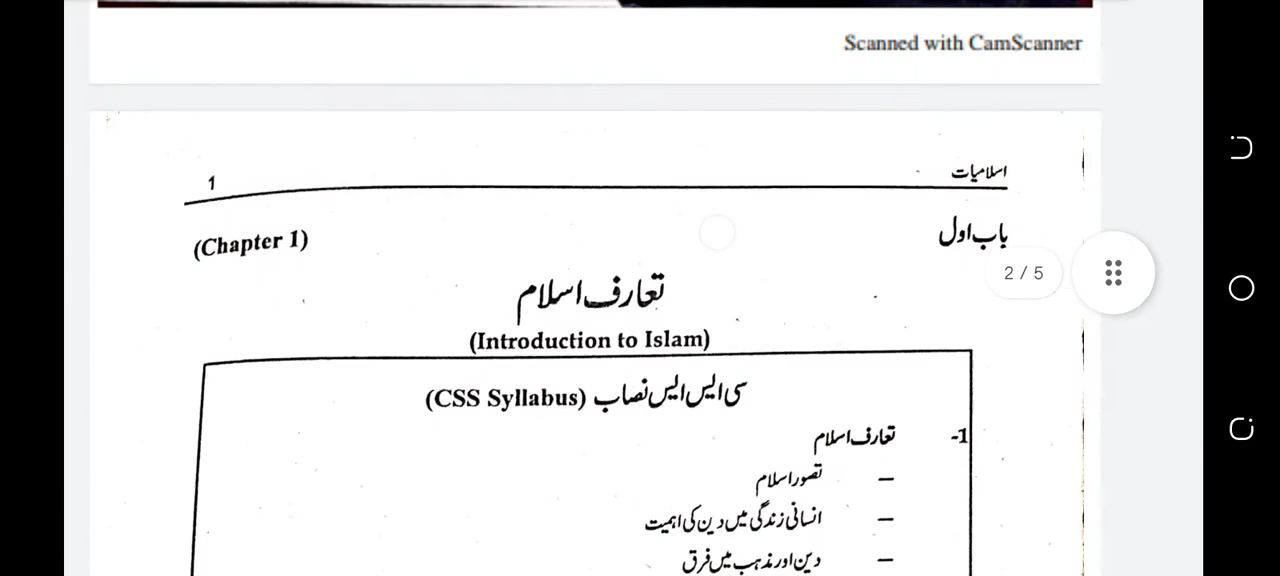 Scanned with CamScanner
اسلامیات 1
باب اول (Chapter 1)
2 / 5
تعارف اسلام
(Introduction to Islam)
سی ایس ایس نصاب (CSS Syllabus)
-1 تعارف اسلام
– تصور اسلام
– انسانی زندگی میں دین کی اہمیت
– دین اور مذہب میں فرق